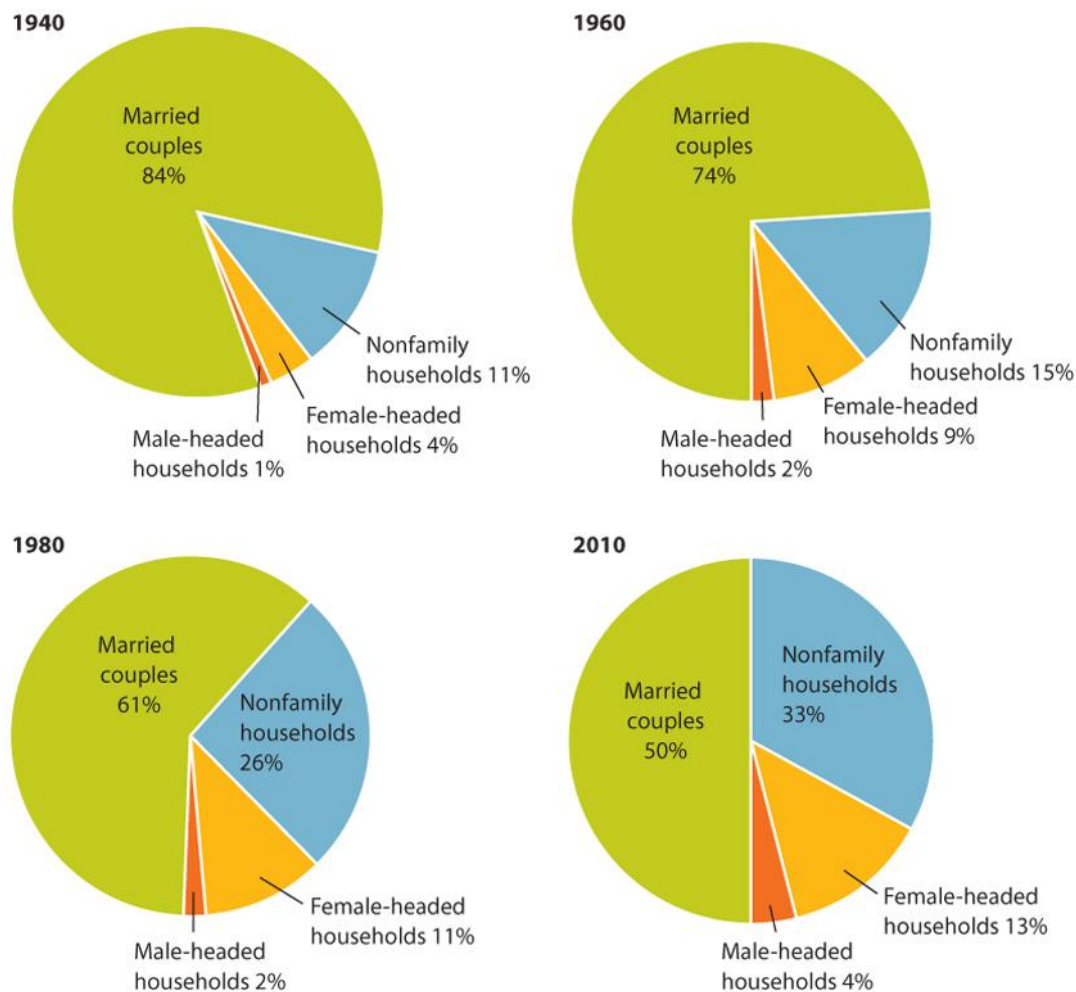 1940
Married
couples
84%
Nonfamily
households 11%
Female-headed
households 4%
Male-headed
households 1%
1960
Married
couples
74%
Nonfamily
households 15%
Female-headed
households 9%
Male-headed
households 2%
1980
Married
couples
61%
Nonfamily
households
26%
Female-headed
households 11%
Male-headed
households 2%
2010
Married
couples
50%
Nonfamily
households
33%
Female-headed
households 13%
Male-headed
households 4%